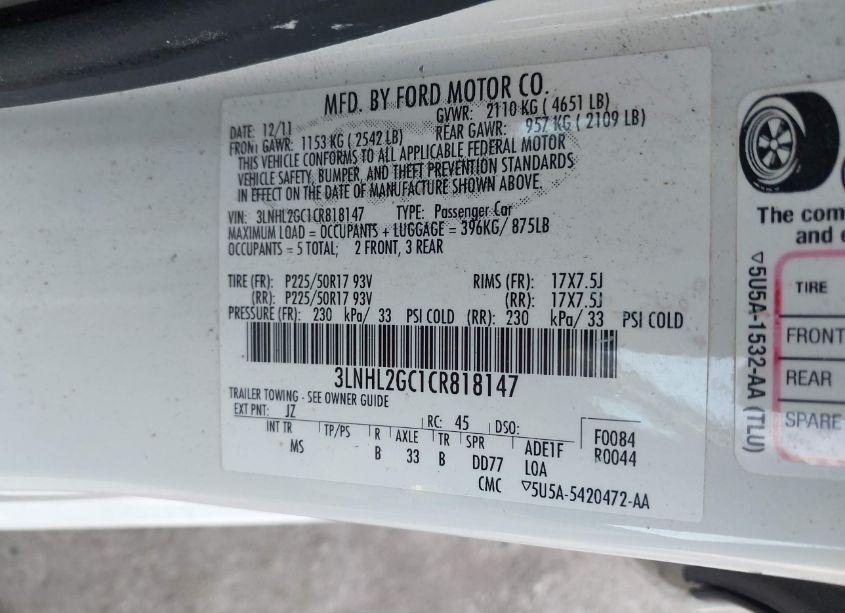 MFD. BY FORD MOTOR CO.
DATE: 12/11 GVWR: 2110 KG ( 4651 LB)
FRONT GAWR: 1153 KG ( 2542 LB) REAR GAWR: 957 KG ( 2109 LB)
THIS VEHICLE CONFORMS TO ALL APPLICABLE FEDERAL MOTOR
VEHICLE SAFETY, BUMPER, AND THEFT PREVENTION STANDARDS
IN EFFECT ON THE DATE OF MANUFACTURE SHOWN ABOVE.
VIN: 3LNHL2GC1CR818147 TYPE: Passenger Car
MAXIMUM LOAD = OCCUPANTS + LUGGAGE = 396KG/ 875LB
OCCUPANTS = 5 TOTAL; 2 FRONT, 3 REAR
TIRE (FR): P225/50R17 93V RIMS (FR): 17X7.5J
(RR): P225/50R17 93V (RR): 17X7.5J
PRESSURE (FR): 230 kPa/ 33 PSI COLD (RR): 230 kPa/ 33 PSI COLD
3LNHL2GC1CR818147
TRAILER TOWING - SEE OWNER GUIDE
EXT PNT: JZ RC: 45 DSO:
INT TR TP/PS R AXLE TR SPR ADE1F F0084
MS B 33 B DD77 LOA R0044
CMC ▽5U5A-5420472-AA
The com
and c
TIRE
FRONT
REAR
SPARE
▽5U5A-1532-AA (TLU)